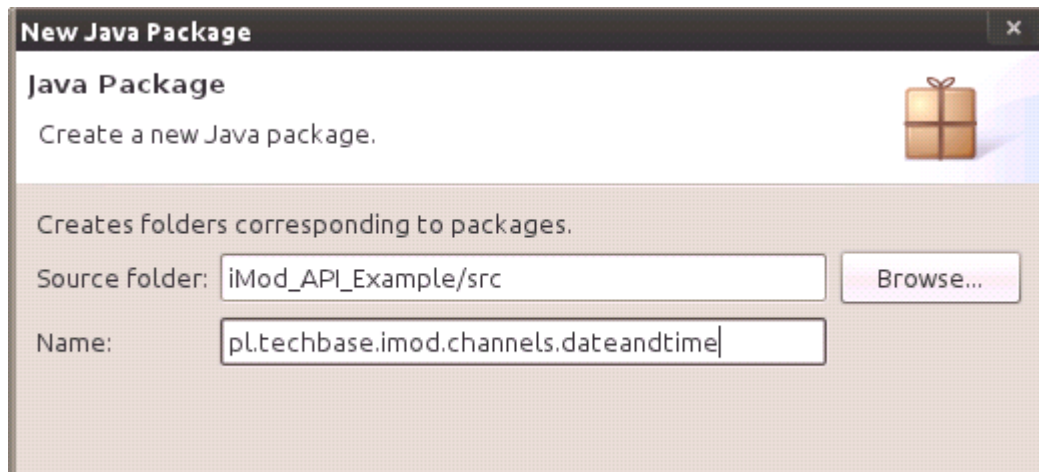 New Java Package
Java Package
Create a new Java package.
Creates folders corresponding to packages.
Source folder: iMod_API_Example/src Browse...
Name: pl.techbase.imod.channels.dateandtime